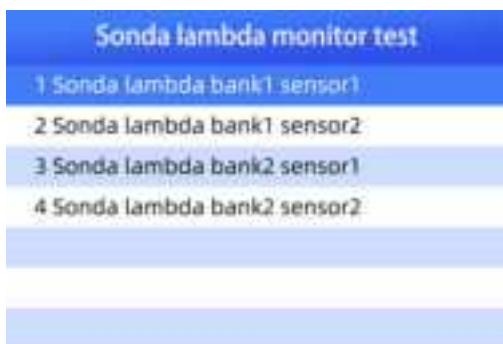 Sonda lambda monitor test
1 Sonda lambda bank1 sensor1
2 Sonda lambda bank1 sensor2
3 Sonda lambda bank2 sensor1
4 Sonda lambda bank2 sensor2